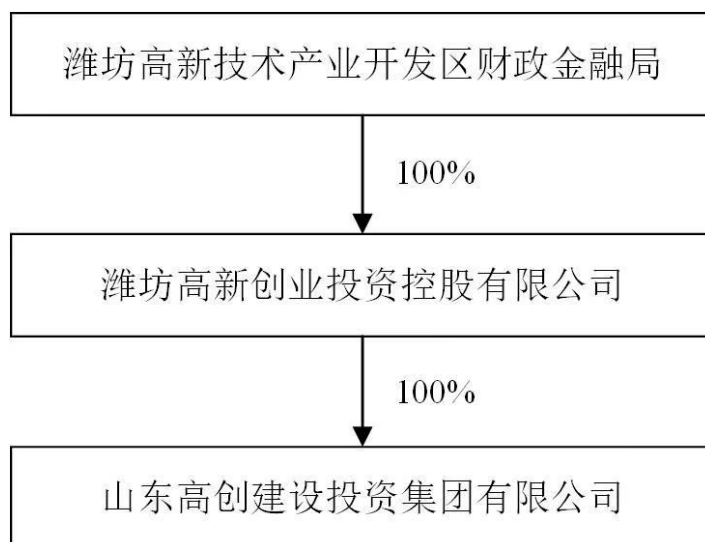 潍坊高新技术产业开发区财政金融局
100%
潍坊高新创业投资控股有限公司
100%
山东高创建设投资集团有限公司